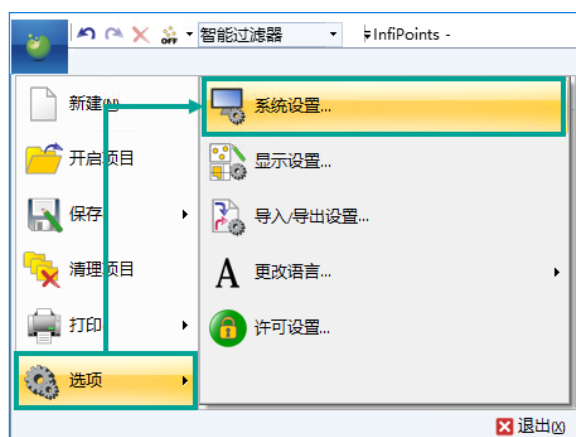 OFF 智能过滤器 InfiPoints -
新建(N)
开启项目
保存
清理项目
打印
选项
系统设置...
显示设置...
导入/导出设置...
A 更改语言...
许可设置...
退出(X)